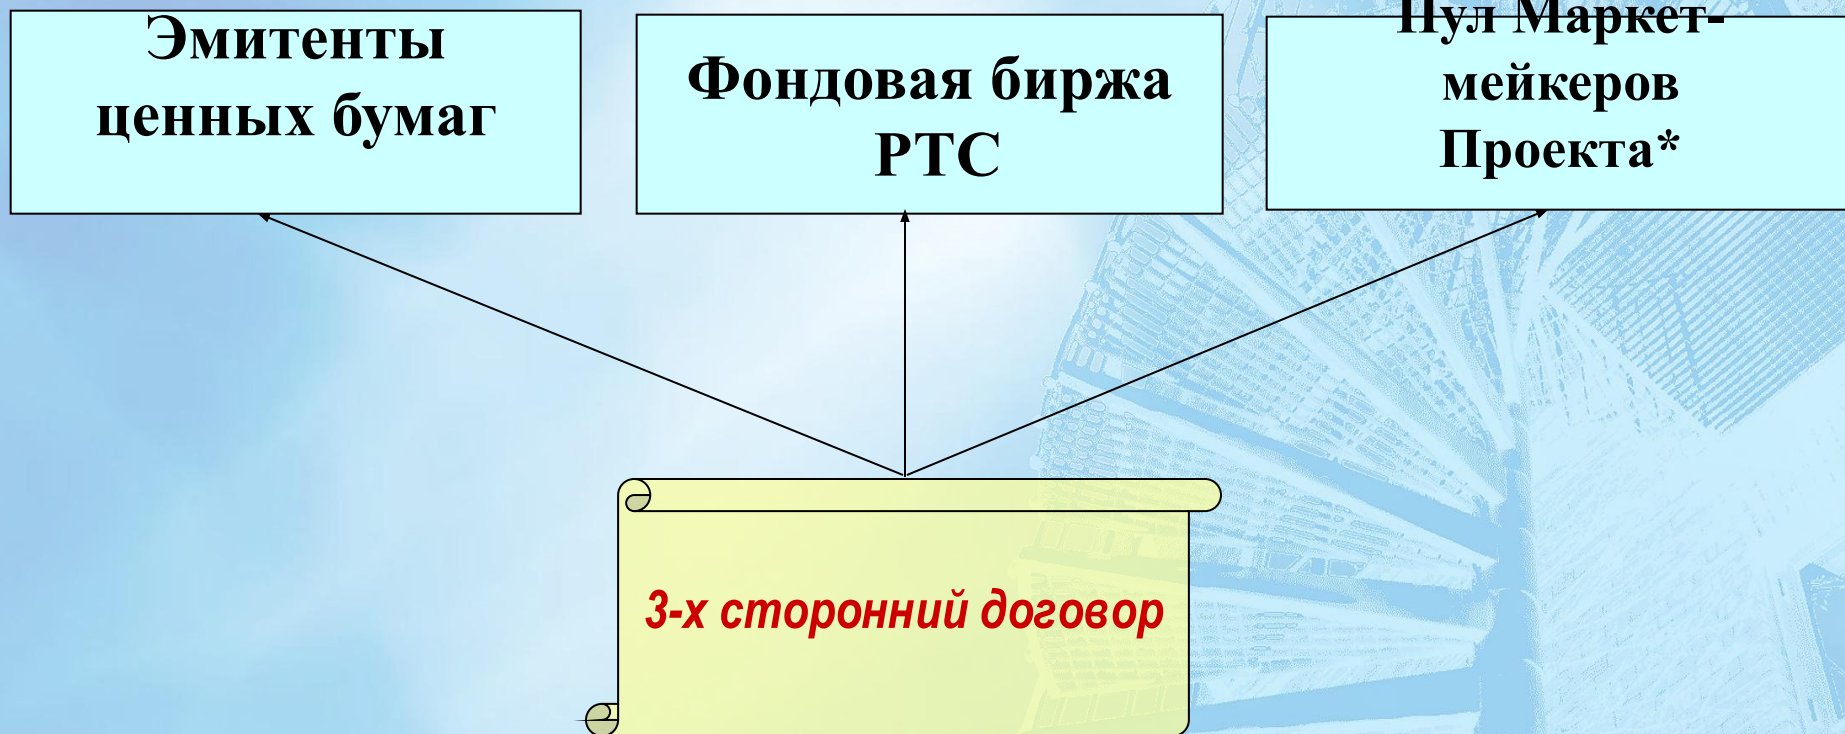 Эмитенты
ценных бумаг
Фондовая биржа
РТС
Пул Маркет-
мейкеров
Проекта*
3-х сторонний договор